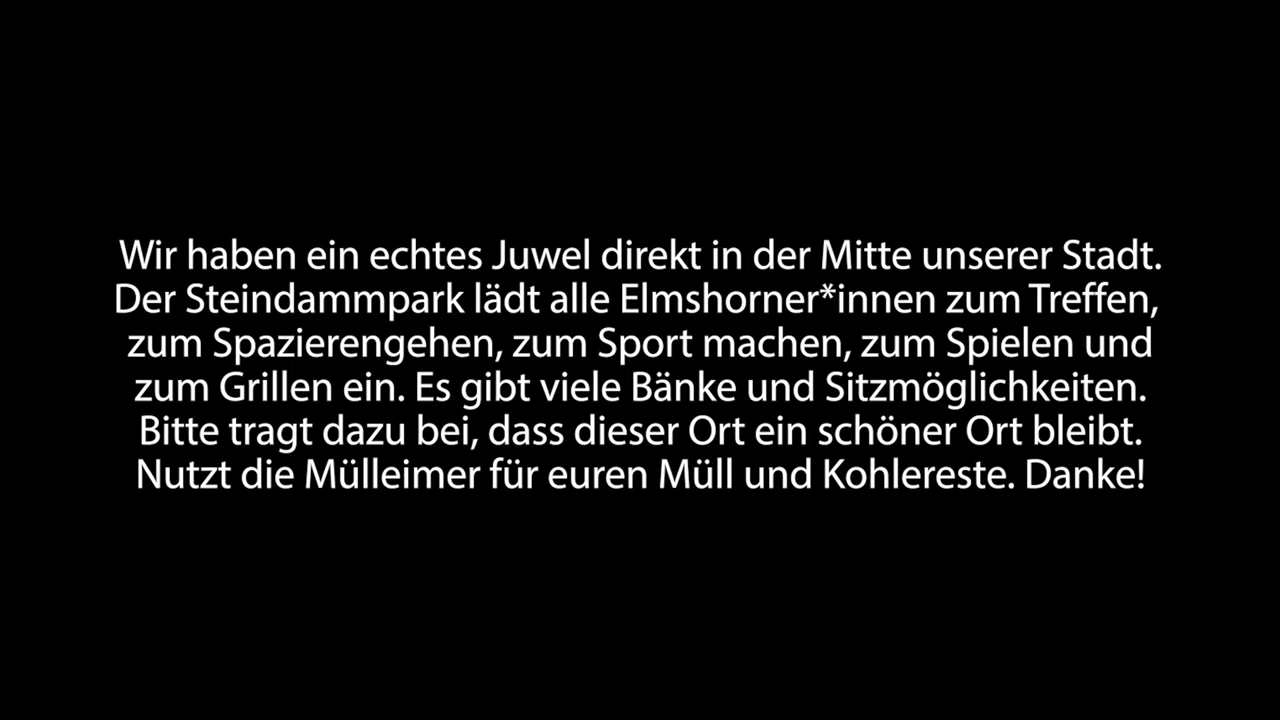 Wir haben ein echtes Juwel direkt in der Mitte unserer Stadt.
Der Steindammpark lädt alle Elmshorner*innen zum Treffen,
zum Spazierengehen, zum Sport machen, zum Spielen und
zum Grillen ein. Es gibt viele Bänke und Sitzmöglichkeiten.
Bitte tragt dazu bei, dass dieser Ort ein schöner Ort bleibt.
Nutzt die Mülleimer für euren Müll und Kohlereste. Danke!